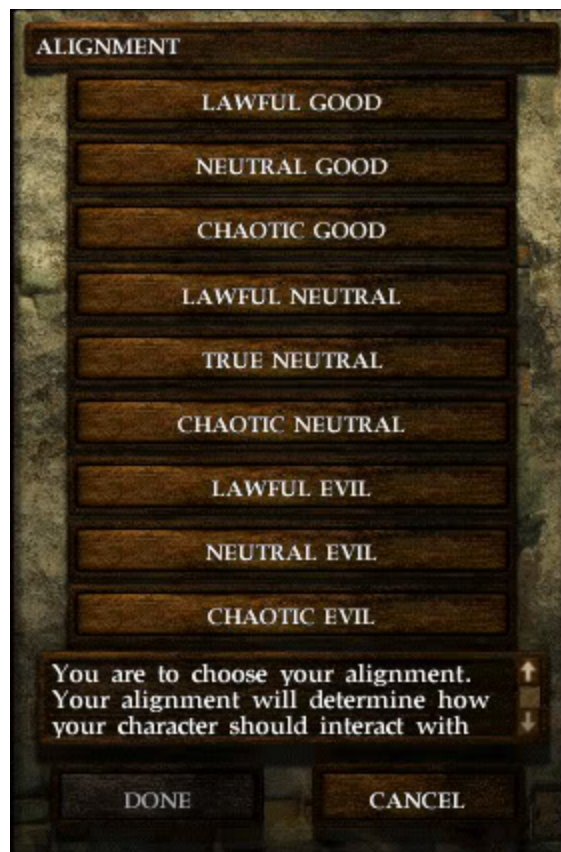 ALIGNMENT
LAWFUL GOOD
NEUTRAL GOOD
CHAOTIC GOOD
LAWFUL NEUTRAL
TRUE NEUTRAL
CHAOTIC NEUTRAL
LAWFUL EVIL
NEUTRAL EVIL
CHAOTIC EVIL
You are to choose your alignment.
Your alignment will determine how
your character should interact with
DONE
CANCEL